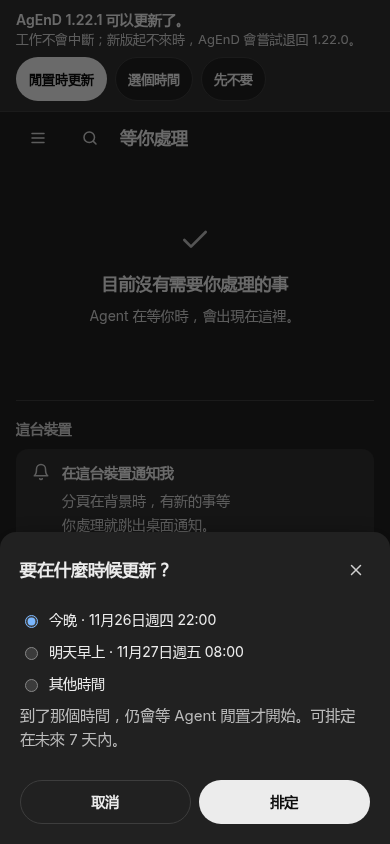 AgEnD 1.22.1 可以更新了。
工作不會中斷；新版起不來時，AgEnD 會嘗試退回 1.22.0。
閒置時更新
選個時間
先不要
等你處理
目前沒有需要你處理的事
Agent 在等你時，會出現在這裡。
這台裝置
在這台裝置通知我
分頁在背景時，有新的事等
你處理就跳出桌面通知。
要在什麼時候更新？
今晚 · 11月26日週四 22:00
明天早上 · 11月27日週五 08:00
其他時間
到了那個時間，仍會等 Agent 閒置才開始。可排定
在未來 7 天內。
取消
排定